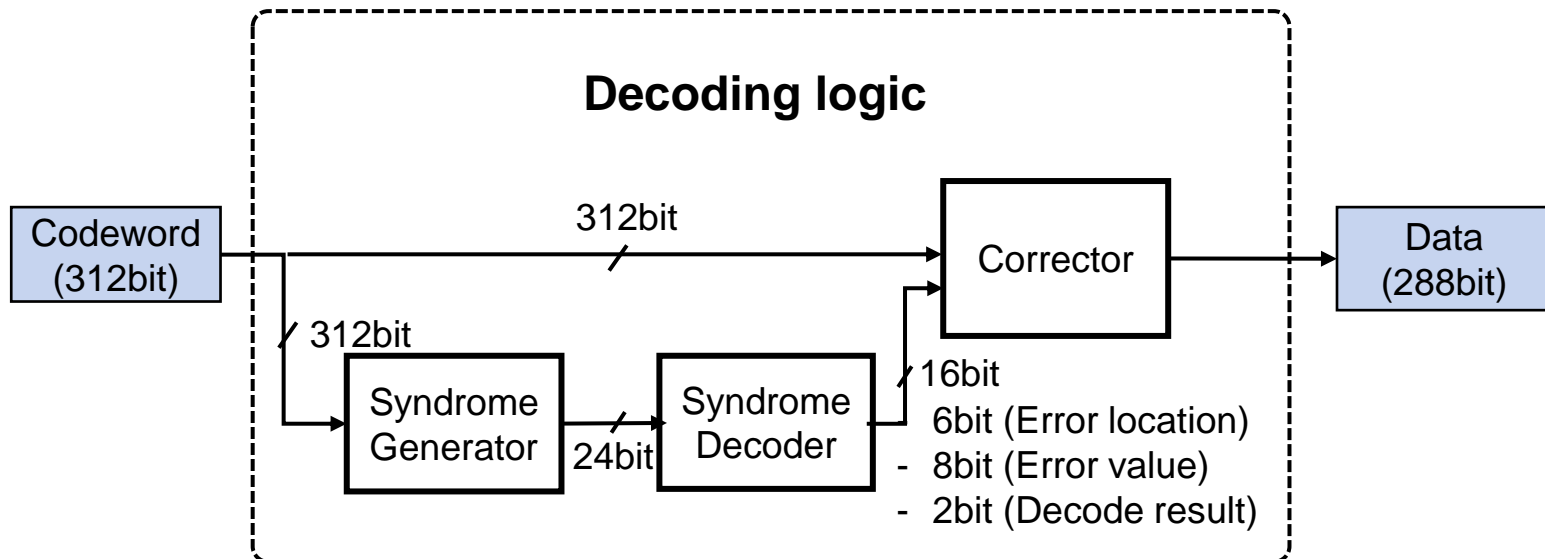 Decoding logic
Codeword
(312bit)
312bit
312bit
Corrector
Data
(288bit)
Syndrome
Generator
24bit
Syndrome
Decoder
16bit
- 6bit (Error location)
- 8bit (Error value)
- 2bit (Decode result)